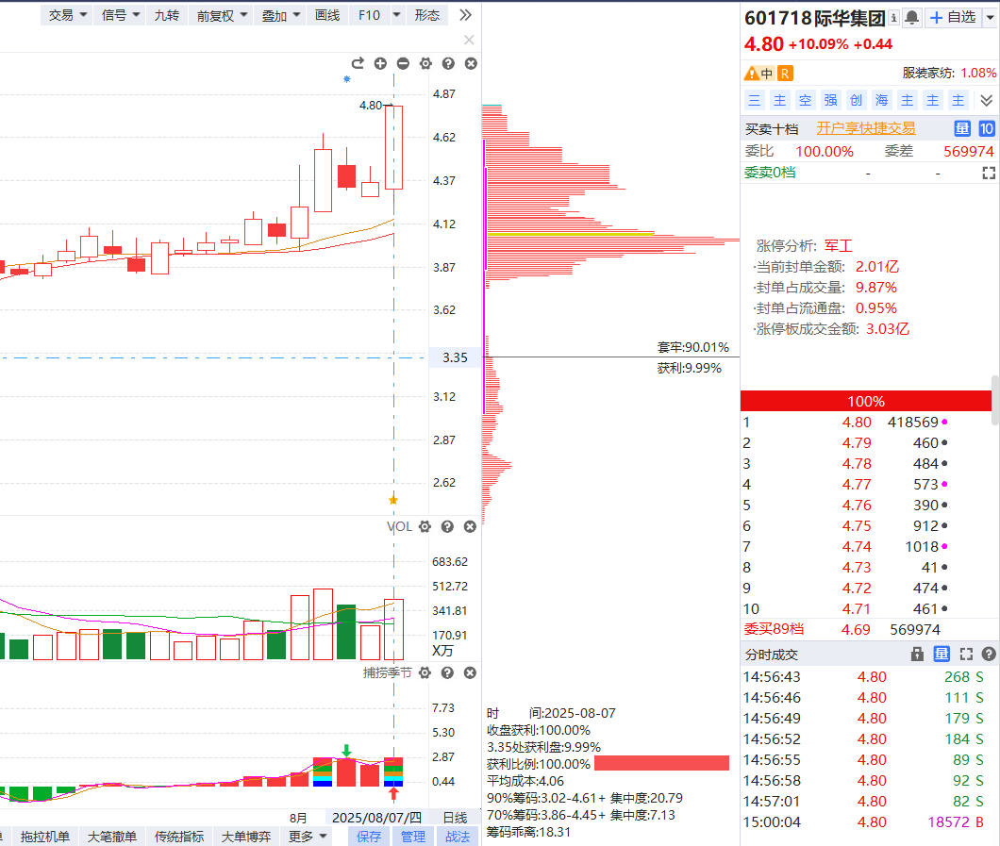 交易 信号 九转 前复权 叠加 画线 F10 形态
4.80
4.87
4.62
4.37
4.12
3.87
3.62
3.35
3.12
2.87
2.62
VOL
683.62
512.72
341.81
170.91
X万
捕捞季节
7.73
5.30
2.87
0.44
8月 2025/08/07/四 日线
拖拉机单 大笔撤单 传统指标 大单博弈 更多 保存 管理 战法
套牢:90.01%
获利:9.99%
时 间:2025-08-07
收盘获利:100.00%
3.35处获利盘:9.99%
获利比例:100.00%
平均成本:4.06
90%筹码:3.02-4.61+ 集中度:20.79
70%筹码:3.86-4.45+ 集中度:7.13
筹码乖离:18.31
601718 际华集团 自选
4.80 +10.09% +0.44
中 R 服装家纺: 1.08%
三 主 空 强 创 海 主 主 主
买卖十档 开户享快捷交易 量 10
委比 100.00% 委差 569974
委卖0档 - -
涨停分析: 军工
·当前封单金额: 2.01亿
·封单占成交量: 9.87%
·封单占流通盘: 0.95%
·涨停板成交金额: 3.03亿
100%
1 4.80 418569
2 4.79 460
3 4.78 484
4 4.77 573
5 4.76 390
6 4.75 912
7 4.74 1018
8 4.73 41
9 4.72 474
10 4.71 461
委买89档 4.69 569974
分时成交 量
14:56:43 4.80 268 S
14:56:46 4.80 111 S
14:56:49 4.80 179 S
14:56:52 4.80 184 S
14:56:55 4.80 89 S
14:56:58 4.80 92 S
14:57:01 4.80 82 S
15:00:04 4.80 18572 B